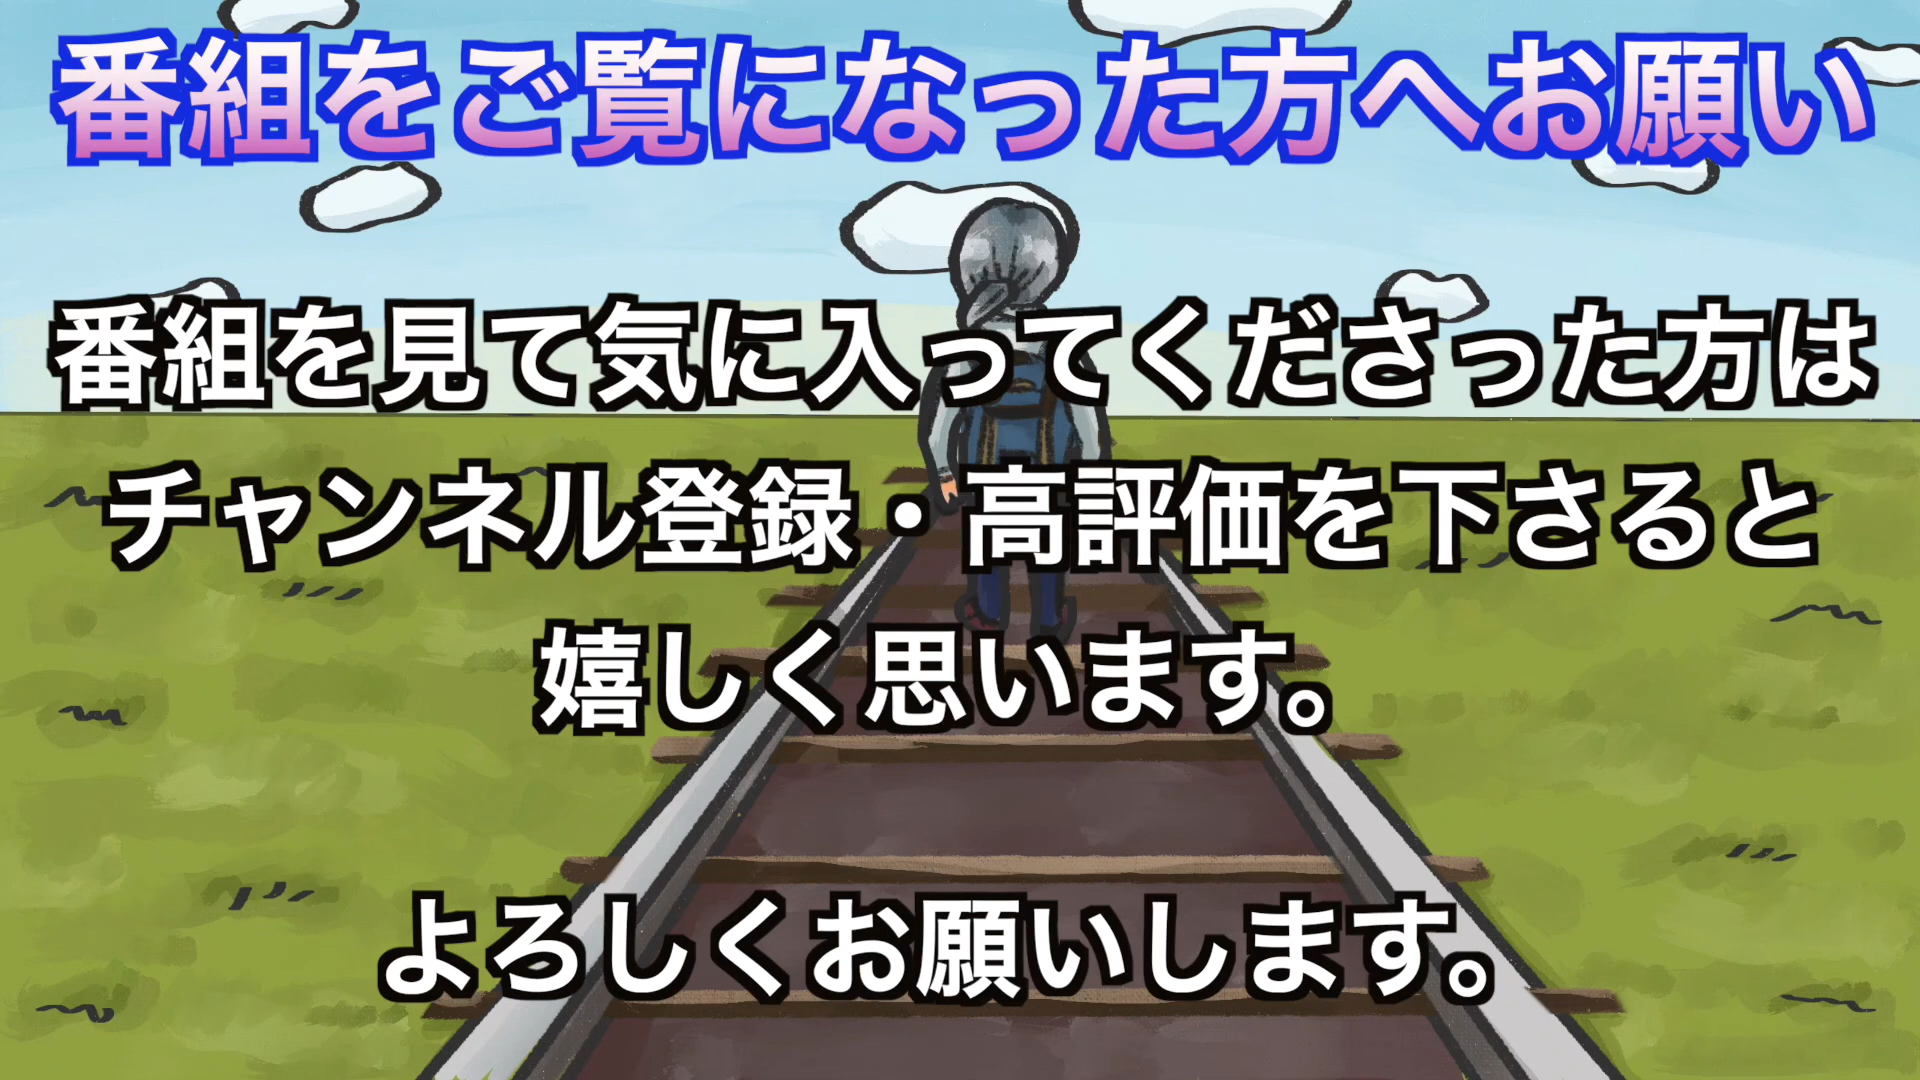 番組をご覧になった方へお願い
番組を見て気に入ってくださった方は
チャンネル登録・高評価を下さると
嬉しく思います。
よろしくお願いします。